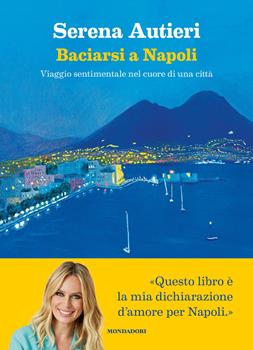 Serena Autieri
Baciarsi a Napoli
Viaggio sentimentale nel cuore di una città
«Questo libro è
la mia dichiarazione
d'amore per Napoli.»
MONDADORI